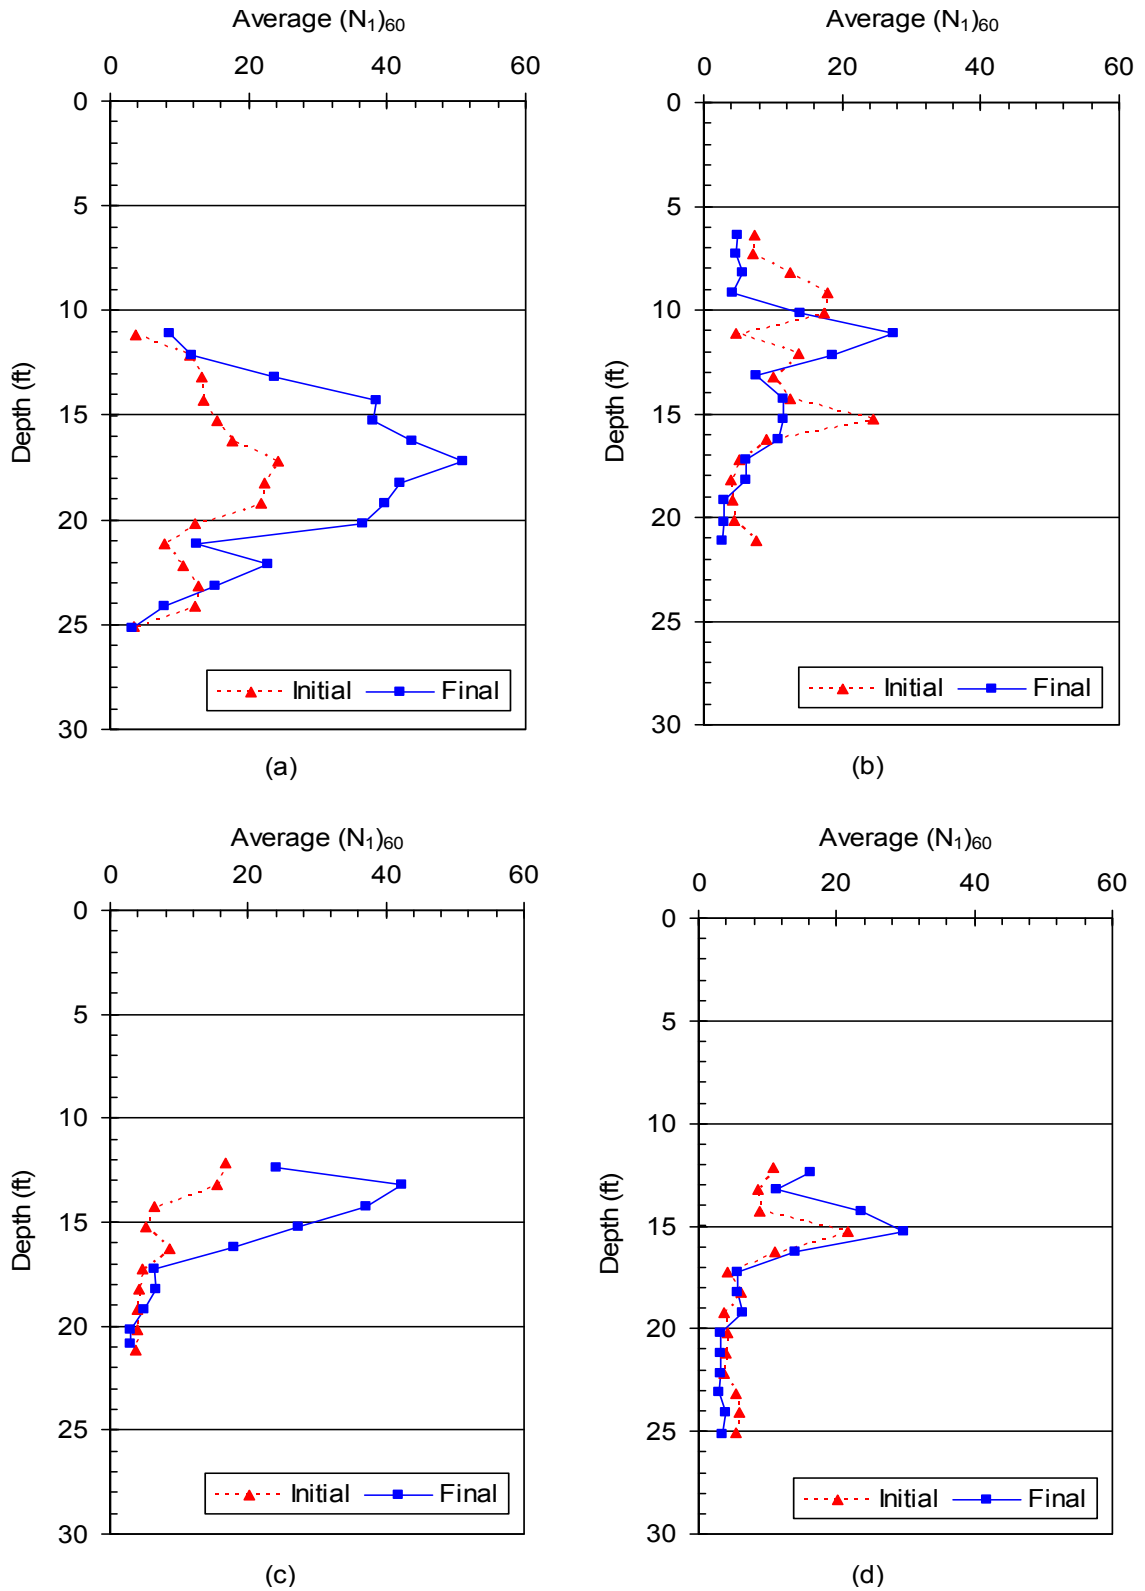 Average (N₁)₆₀
0 20 40 60
0
5
10
15
20
25
30
Depth (ft)
Initial Final
(a)
Average (N₁)₆₀
0 20 40 60
0
5
10
15
20
25
30
Depth (ft)
Initial Final
(b)
Average (N₁)₆₀
0 20 40 60
0
5
10
15
20
25
30
Depth (ft)
Initial Final
(c)
Average (N₁)₆₀
0 20 40 60
0
5
10
15
20
25
30
Depth (ft)
Initial Final
(d)